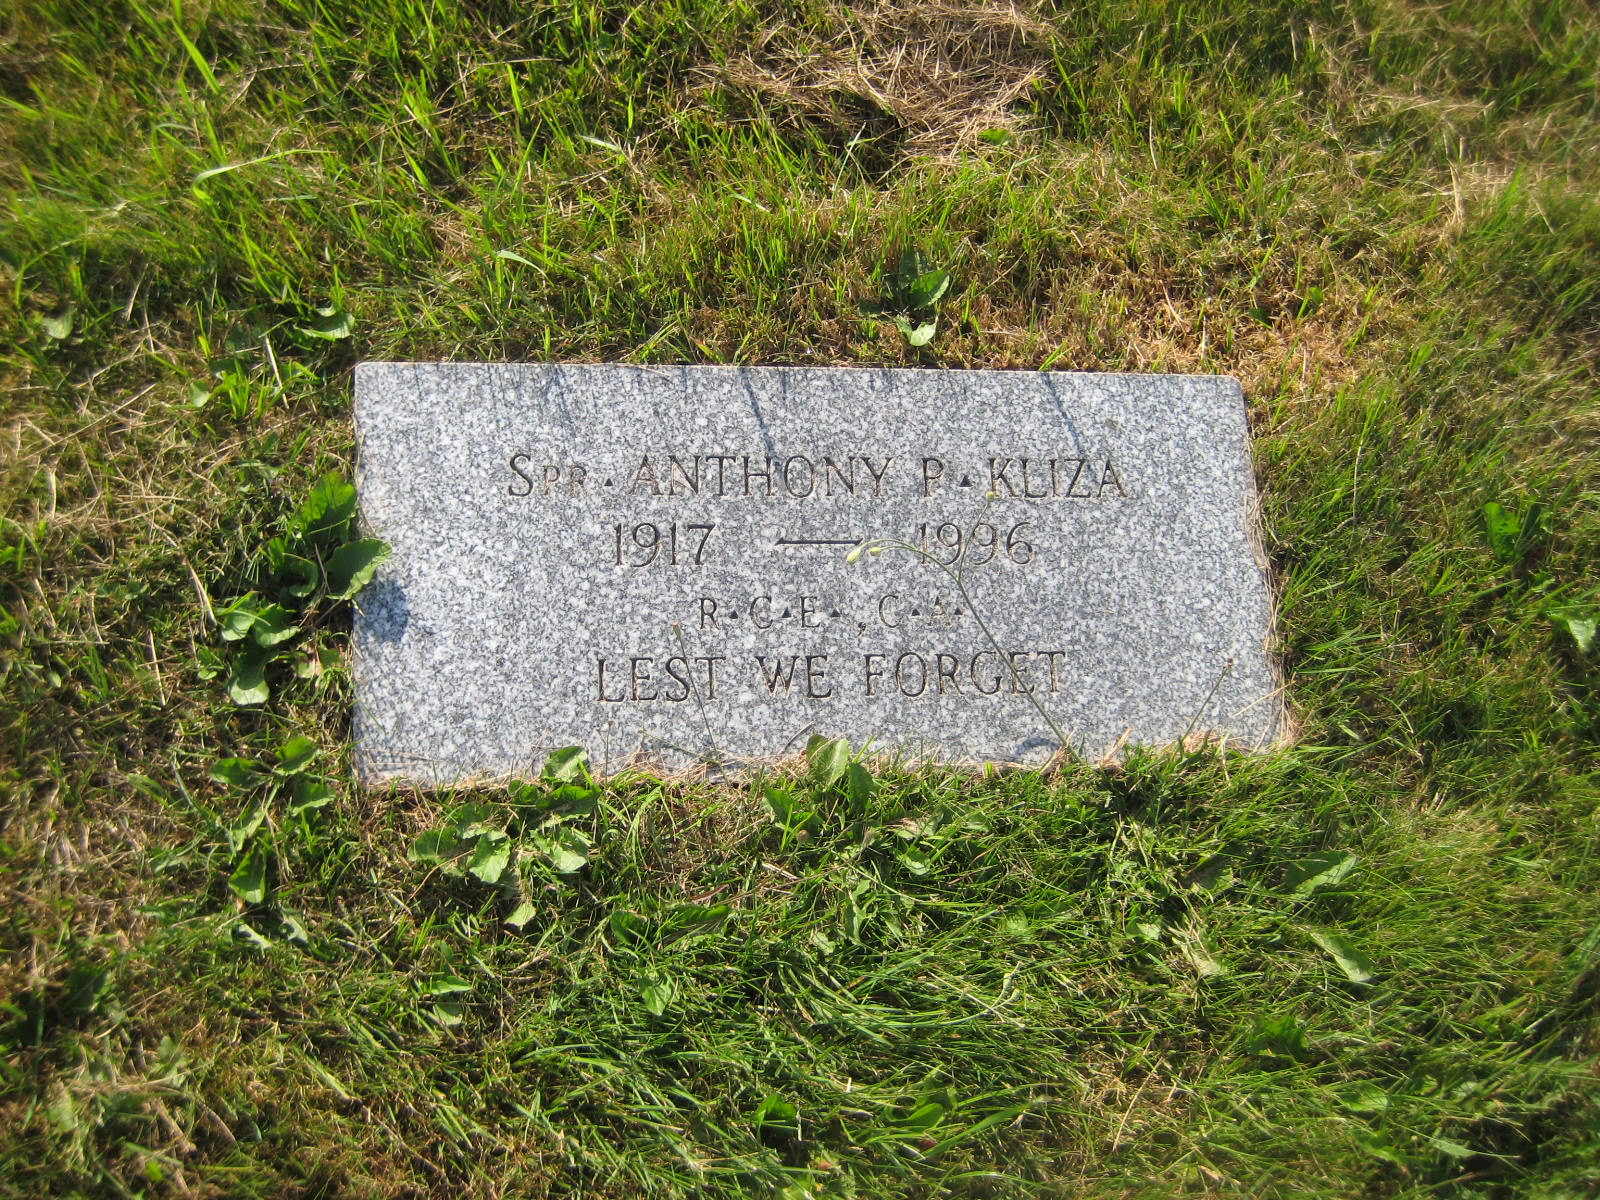 Spr. ANTHONY P. KLIZA
1917 — 1996
R.C.E., C.A.
LEST WE FORGET